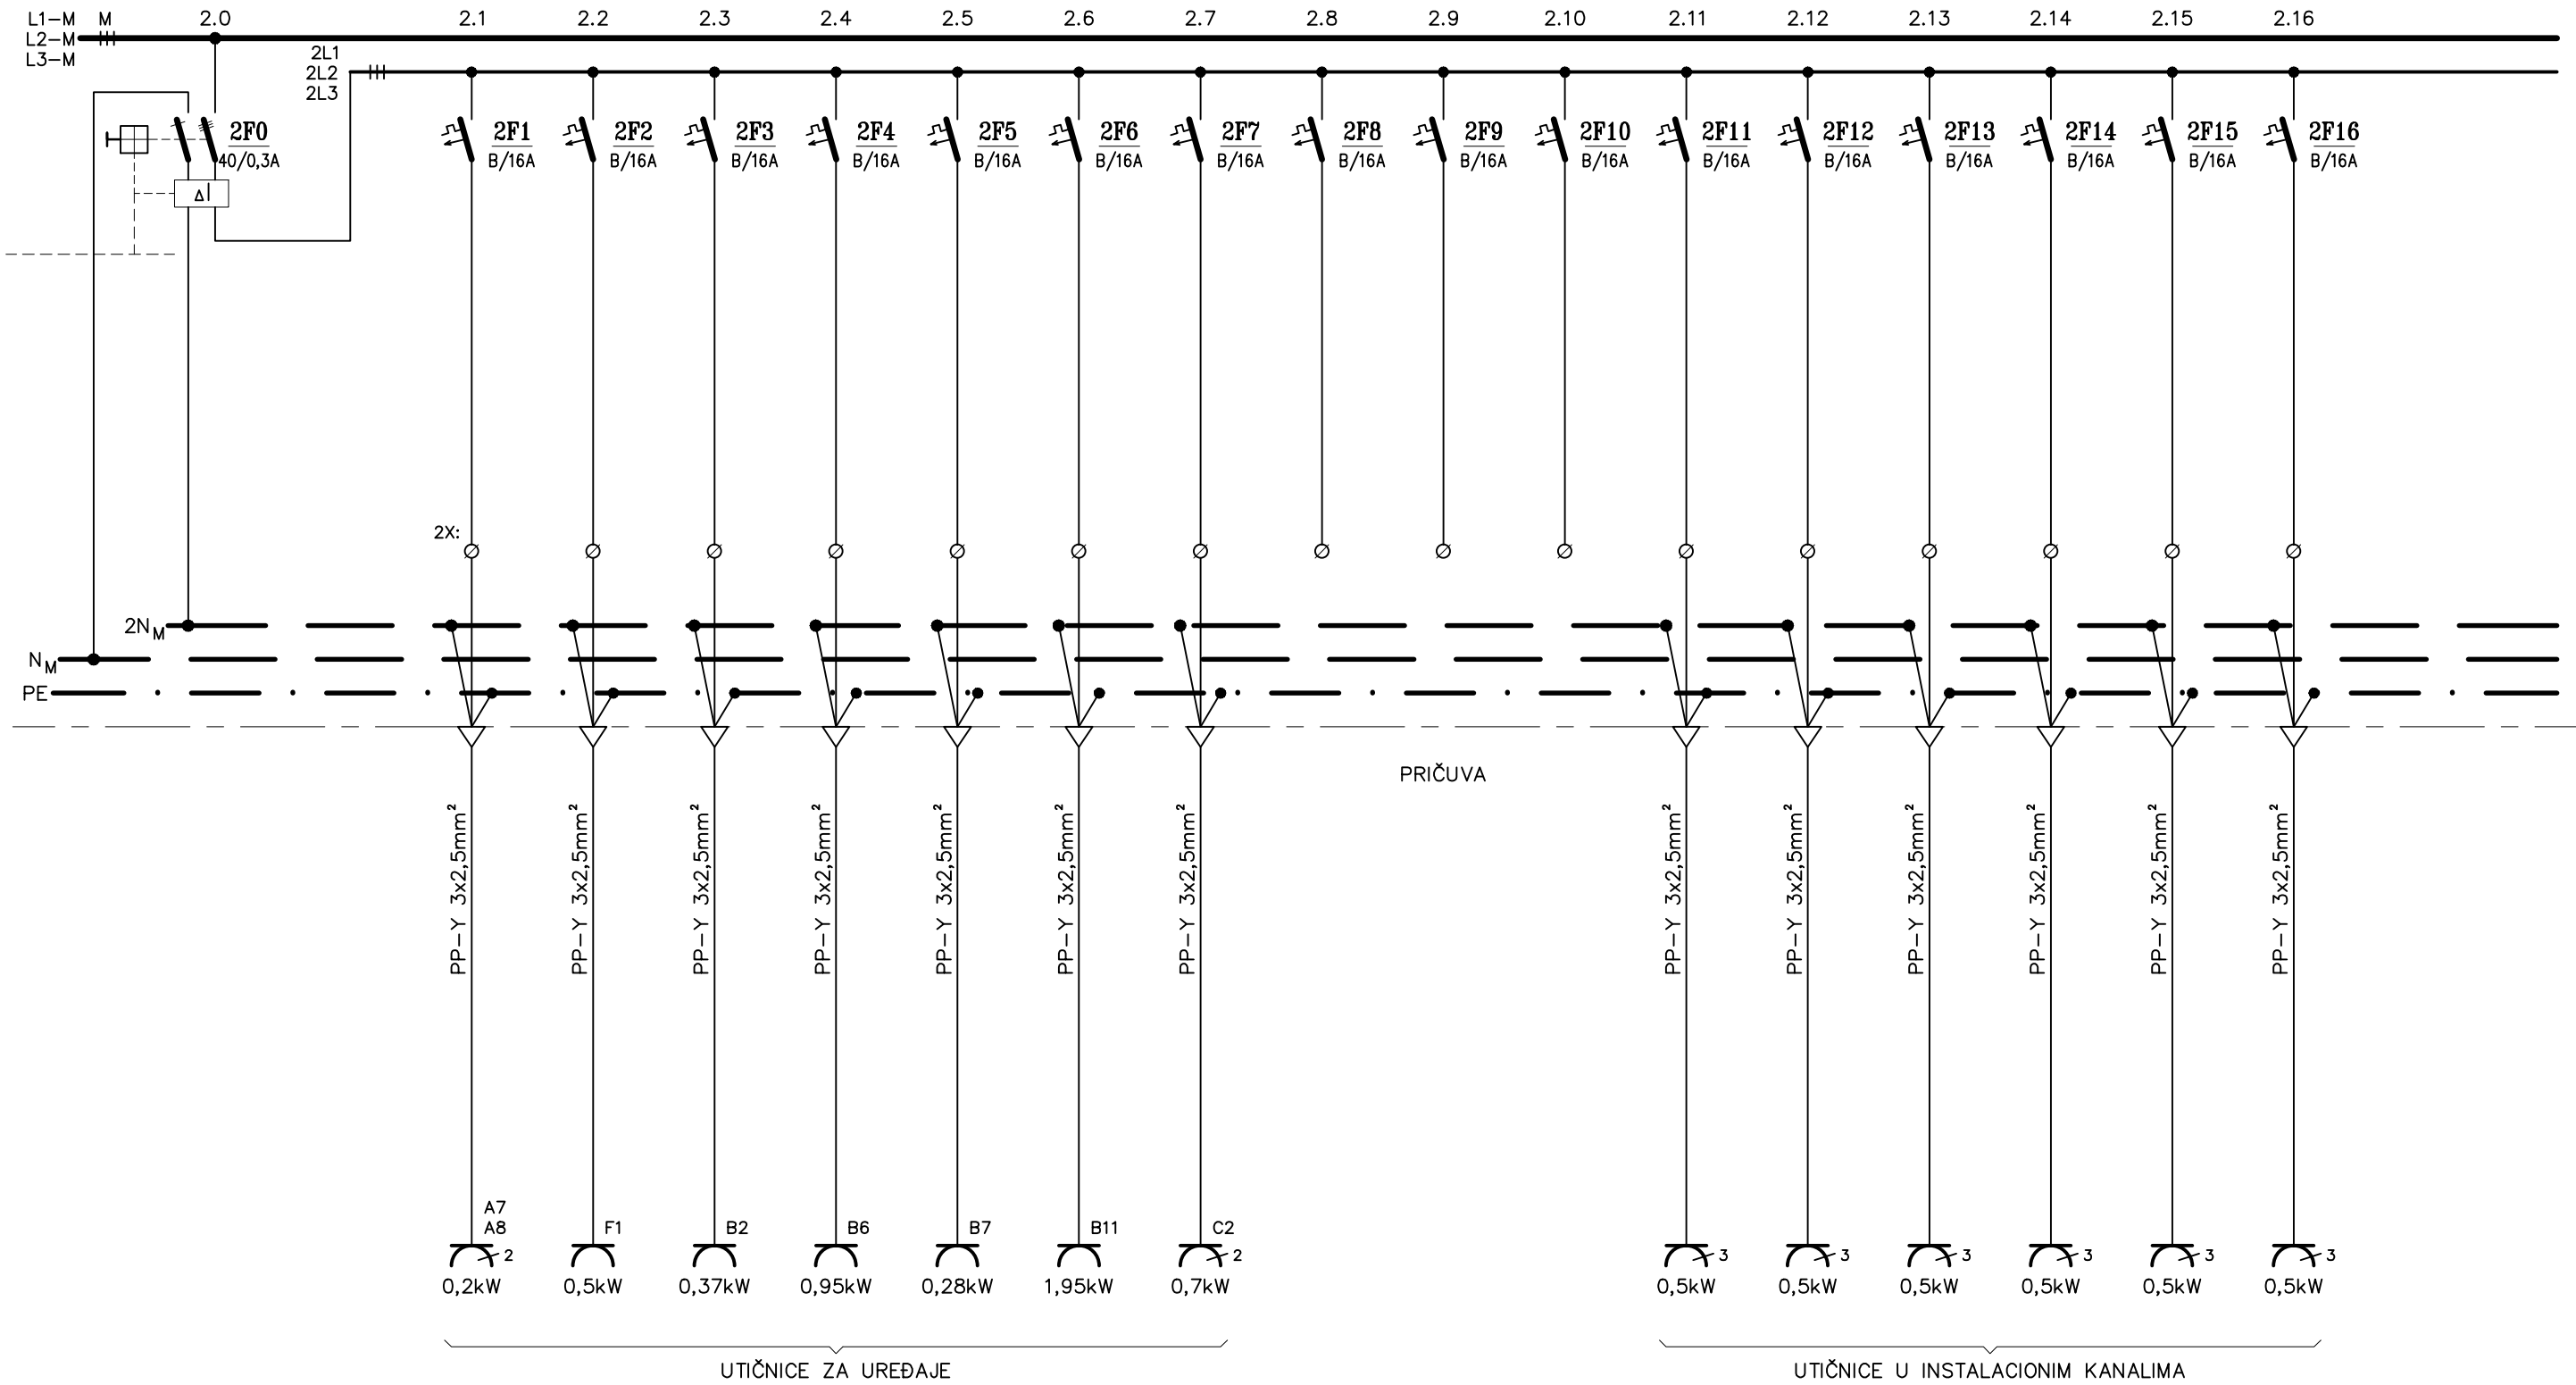 L1-M M 2.0 2.1 2.2 2.3 2.4 2.5 2.6 2.7 2.8 2.9 2.10 2.11 2.12 2.13 2.14 2.15 2.16
L2-M
L3-M
2L1
2L2
2L3
2F0 2F1 2F2 2F3 2F4 2F5 2F6 2F7 2F8 2F9 2F10 2F11 2F12 2F13 2F14 2F15 2F16
40/0,3A B/16A B/16A B/16A B/16A B/16A B/16A B/16A B/16A B/16A B/16A B/16A B/16A B/16A B/16A B/16A B/16A
ΔI
2X:
2NM
NM
PE
PRIČUVA
PP-Y 3x2,5mm²
PP-Y 3x2,5mm²
PP-Y 3x2,5mm²
PP-Y 3x2,5mm²
PP-Y 3x2,5mm²
PP-Y 3x2,5mm²
PP-Y 3x2,5mm²
PP-Y 3x2,5mm²
PP-Y 3x2,5mm²
PP-Y 3x2,5mm²
PP-Y 3x2,5mm²
PP-Y 3x2,5mm²
PP-Y 3x2,5mm²
A7
A8 F1 B2 B6 B7 B11 C2
2 2 3 3 3 3 3 3
0,2kW 0,5kW 0,37kW 0,95kW 0,28kW 1,95kW 0,7kW 0,5kW 0,5kW 0,5kW 0,5kW 0,5kW 0,5kW
UTIČNICE ZA UREĐAJE UTIČNICE U INSTALACIONIM KANALIMA